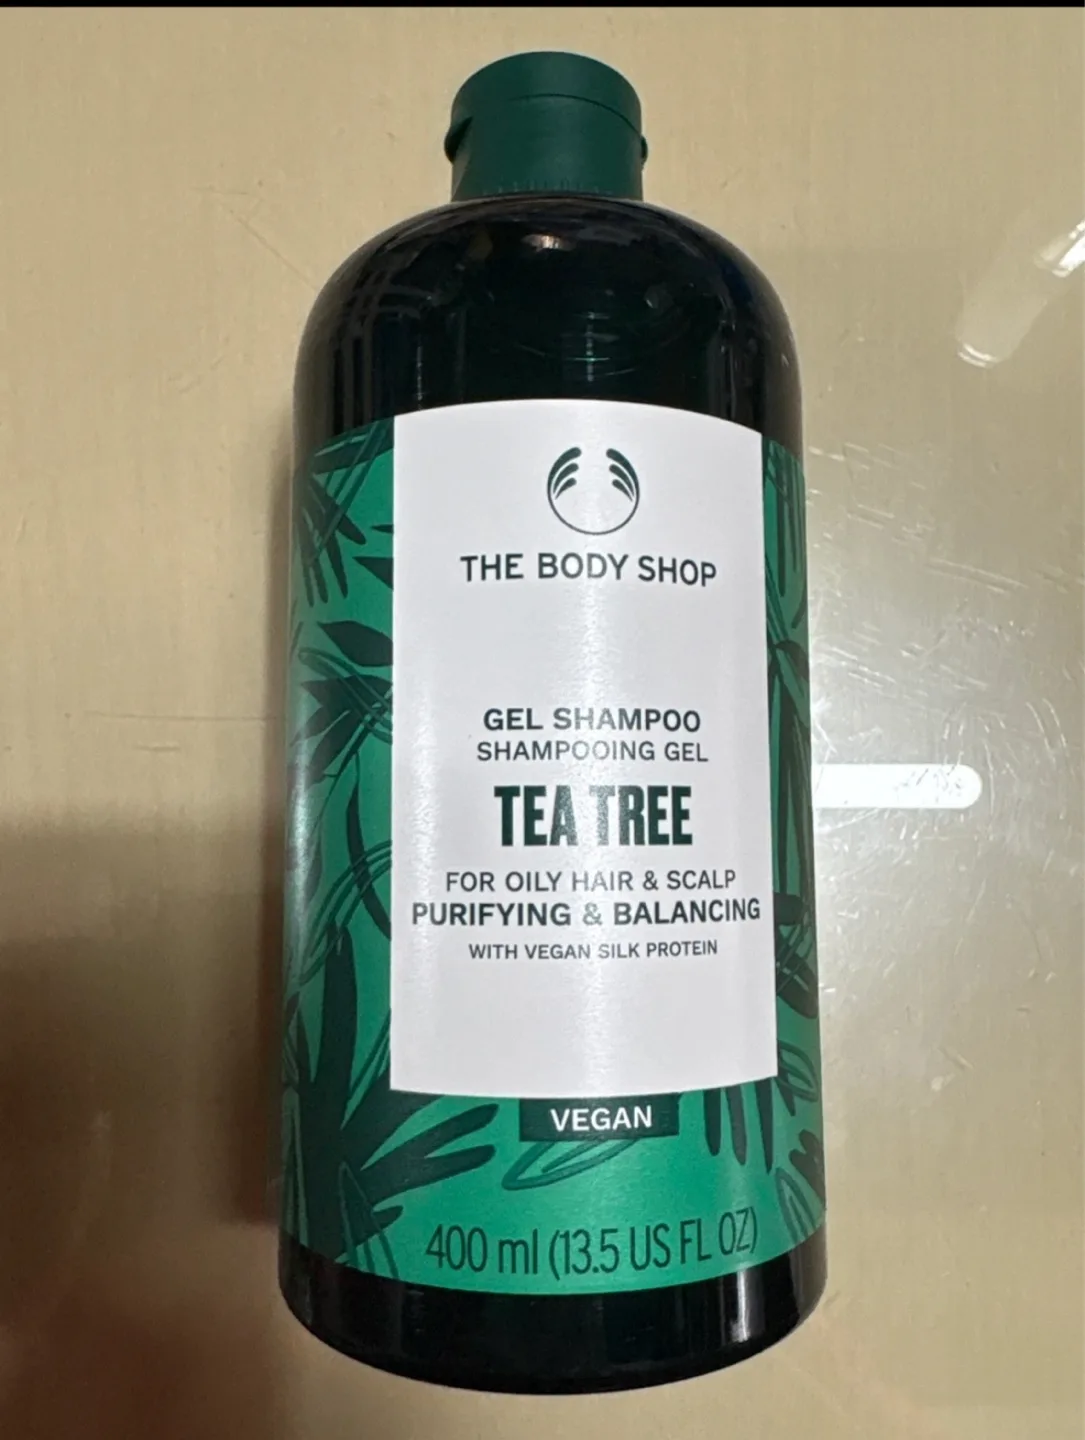 THE BODY SHOP
GEL SHAMPOO
SHAMPOOING GEL
TEA TREE
FOR OILY HAIR & SCALP
PURIFYING & BALANCING
WITH VEGAN SILK PROTEIN
VEGAN
400 ml (13.5 US FL OZ)